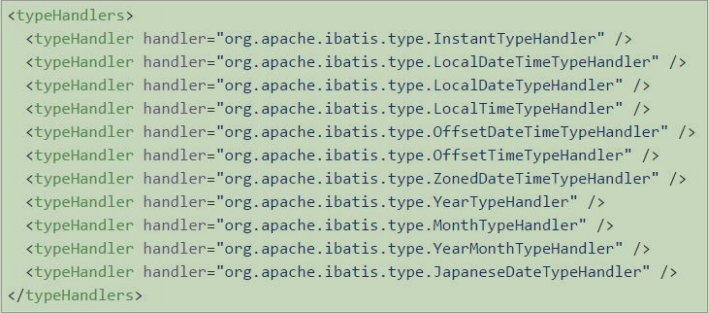 <typeHandlers>
  <typeHandler handler="org.apache.ibatis.type.InstantTypeHandler" />
  <typeHandler handler="org.apache.ibatis.type.LocalDateTimeTypeHandler" />
  <typeHandler handler="org.apache.ibatis.type.LocalDateTypeHandler" />
  <typeHandler handler="org.apache.ibatis.type.LocalTimeTypeHandler" />
  <typeHandler handler="org.apache.ibatis.type.OffsetDateTimeTypeHandler" />
  <typeHandler handler="org.apache.ibatis.type.OffsetTimeTypeHandler" />
  <typeHandler handler="org.apache.ibatis.type.ZonedDateTimeTypeHandler" />
  <typeHandler handler="org.apache.ibatis.type.YearTypeHandler" />
  <typeHandler handler="org.apache.ibatis.type.MonthTypeHandler" />
  <typeHandler handler="org.apache.ibatis.type.YearMonthTypeHandler" />
  <typeHandler handler="org.apache.ibatis.type.JapaneseDateTypeHandler" />
</typeHandlers>